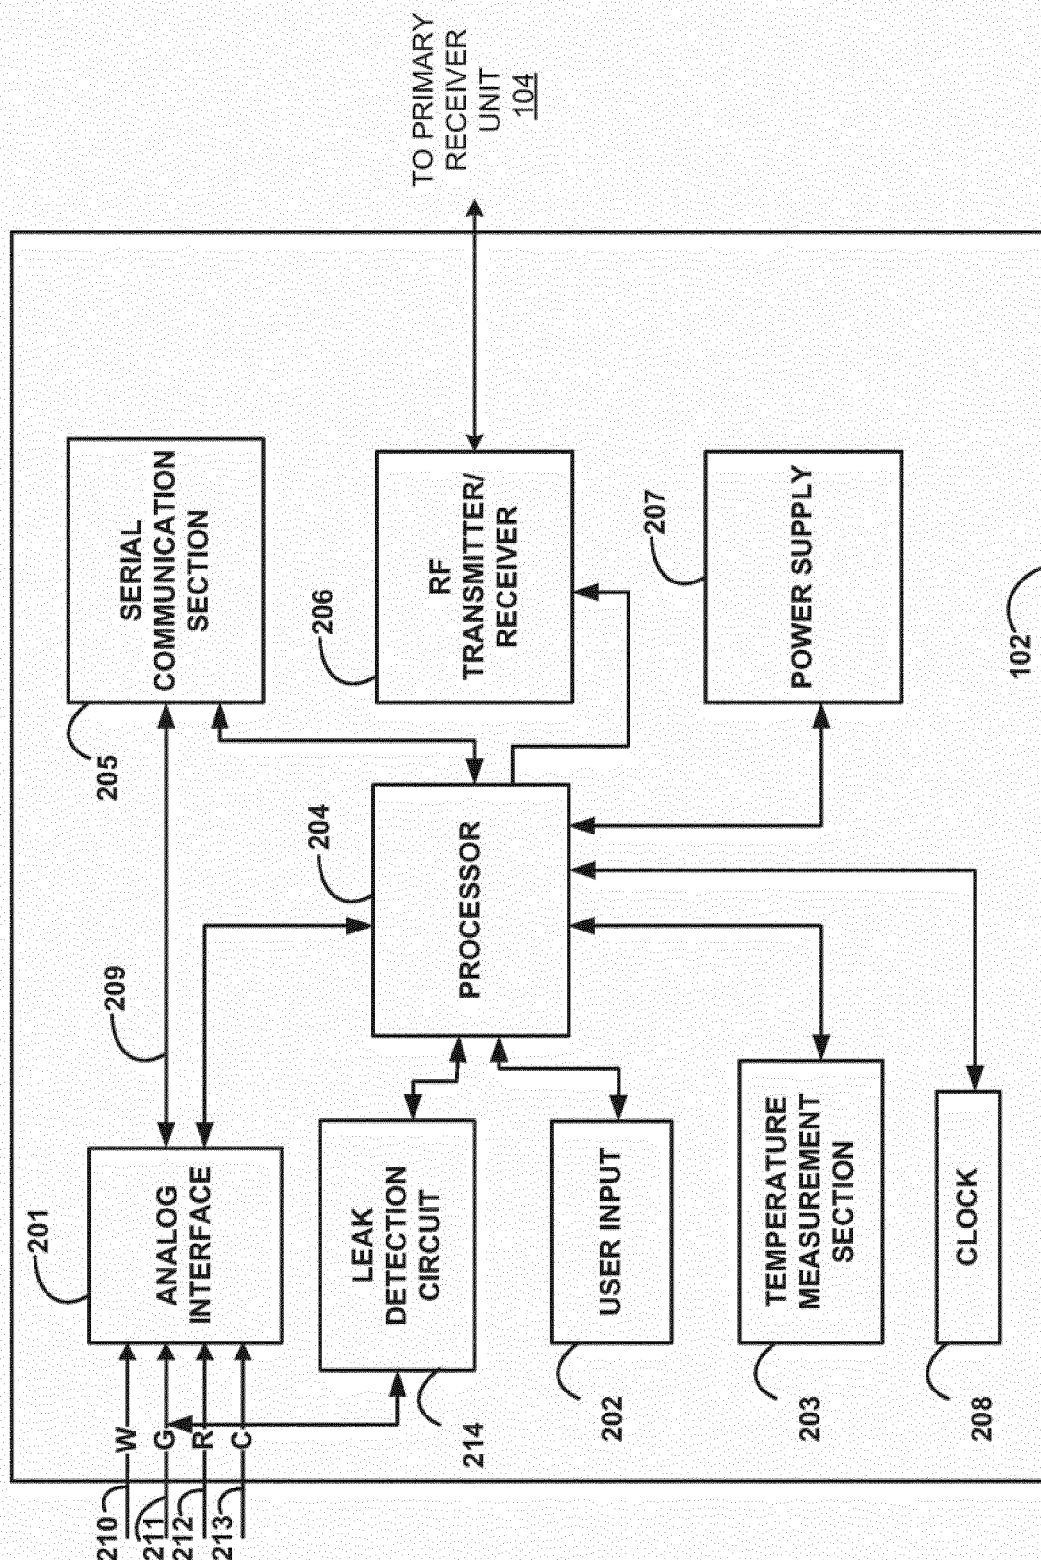 210
211
212
213
W
G
R
C
201
ANALOG
INTERFACE
209
205
SERIAL
COMMUNICATION
SECTION
214
LEAK
DETECTION
CIRCUIT
204
PROCESSOR
206
RF
TRANSMITTER/
RECEIVER
TO PRIMARY
RECEIVER
UNIT
104
202
USER INPUT
207
POWER SUPPLY
203
TEMPERATURE
MEASUREMENT
SECTION
208
CLOCK
102